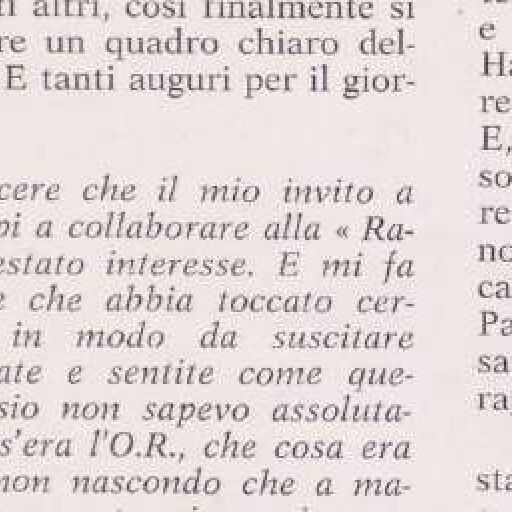 altri, così finalmente si
re un quadro chiaro del-
E tanti auguri per il gior-
cere che il mio invito a
pi a collaborare alla « Ra-
estato interesse. E mi fa
e che abbia toccato cer-
in modo da suscitare
ate e sentite come que-
sio non sapevo assoluta-
s'era l'O.R., che cosa era
non nascondo che a ma-
e
Ha
re
E,
so
re
no
ca
Pa
sa
ra
sta